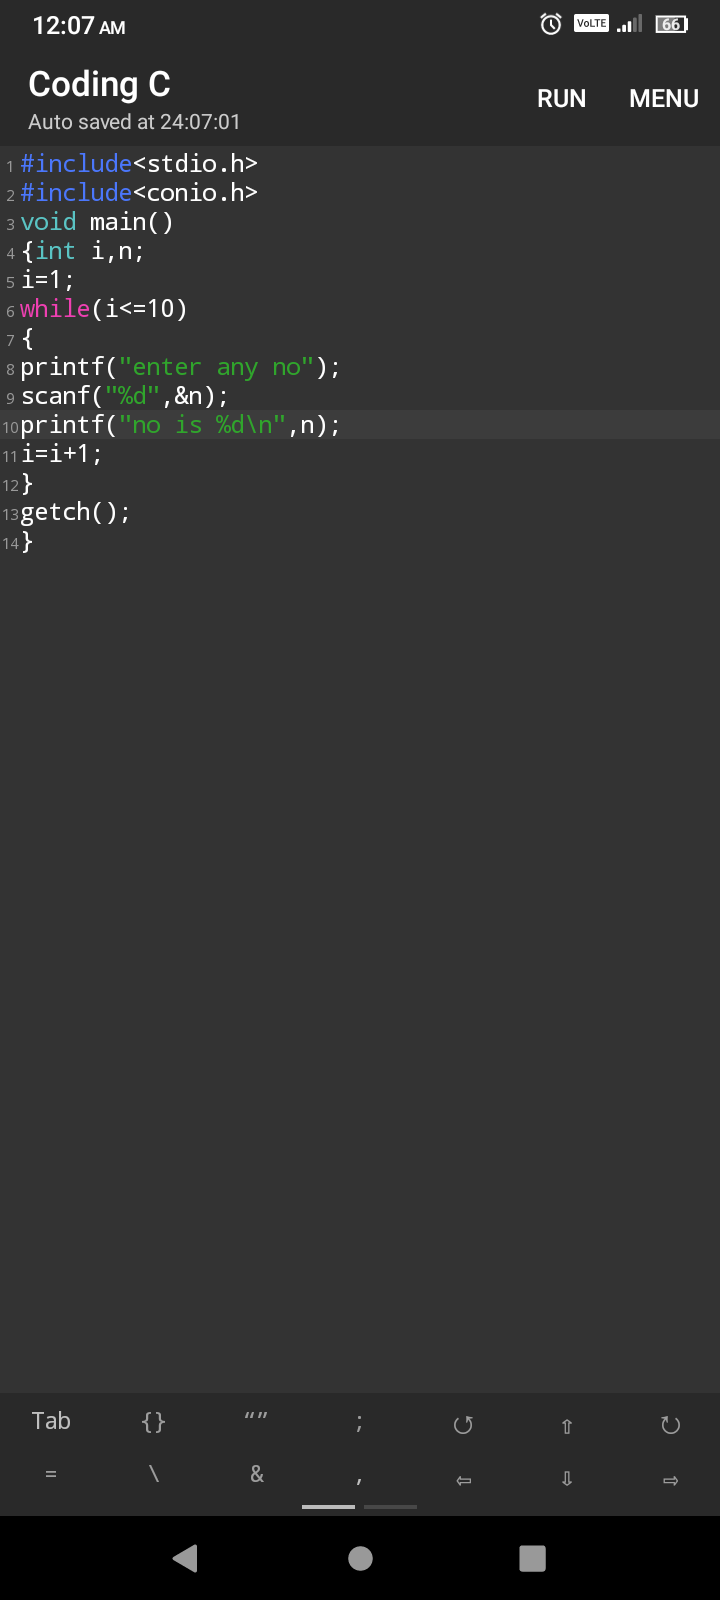 12:07 AM VoLTE 66
Coding C
Auto saved at 24:07:01
RUN MENU
1 #include<stdio.h>
2 #include<conio.h>
3 void main()
4 {int i,n;
5 i=1;
6 while(i<=10)
7 {
8 printf("enter any no");
9 scanf("%d",&n);
10 printf("no is %d\n",n);
11 i=i+1;
12 }
13 getch();
14 }
Tab {} “” ; ⇧
= \ & , ⇦ ⇩ ⇨